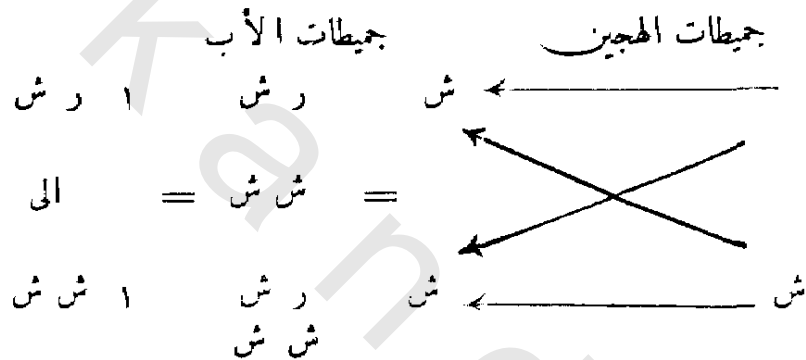 جميطات الهجين جميطات الأب
ش ر ش ١ ر ش
= ش ش = الى
ش ش ر ش ١ ش ش
ش ش